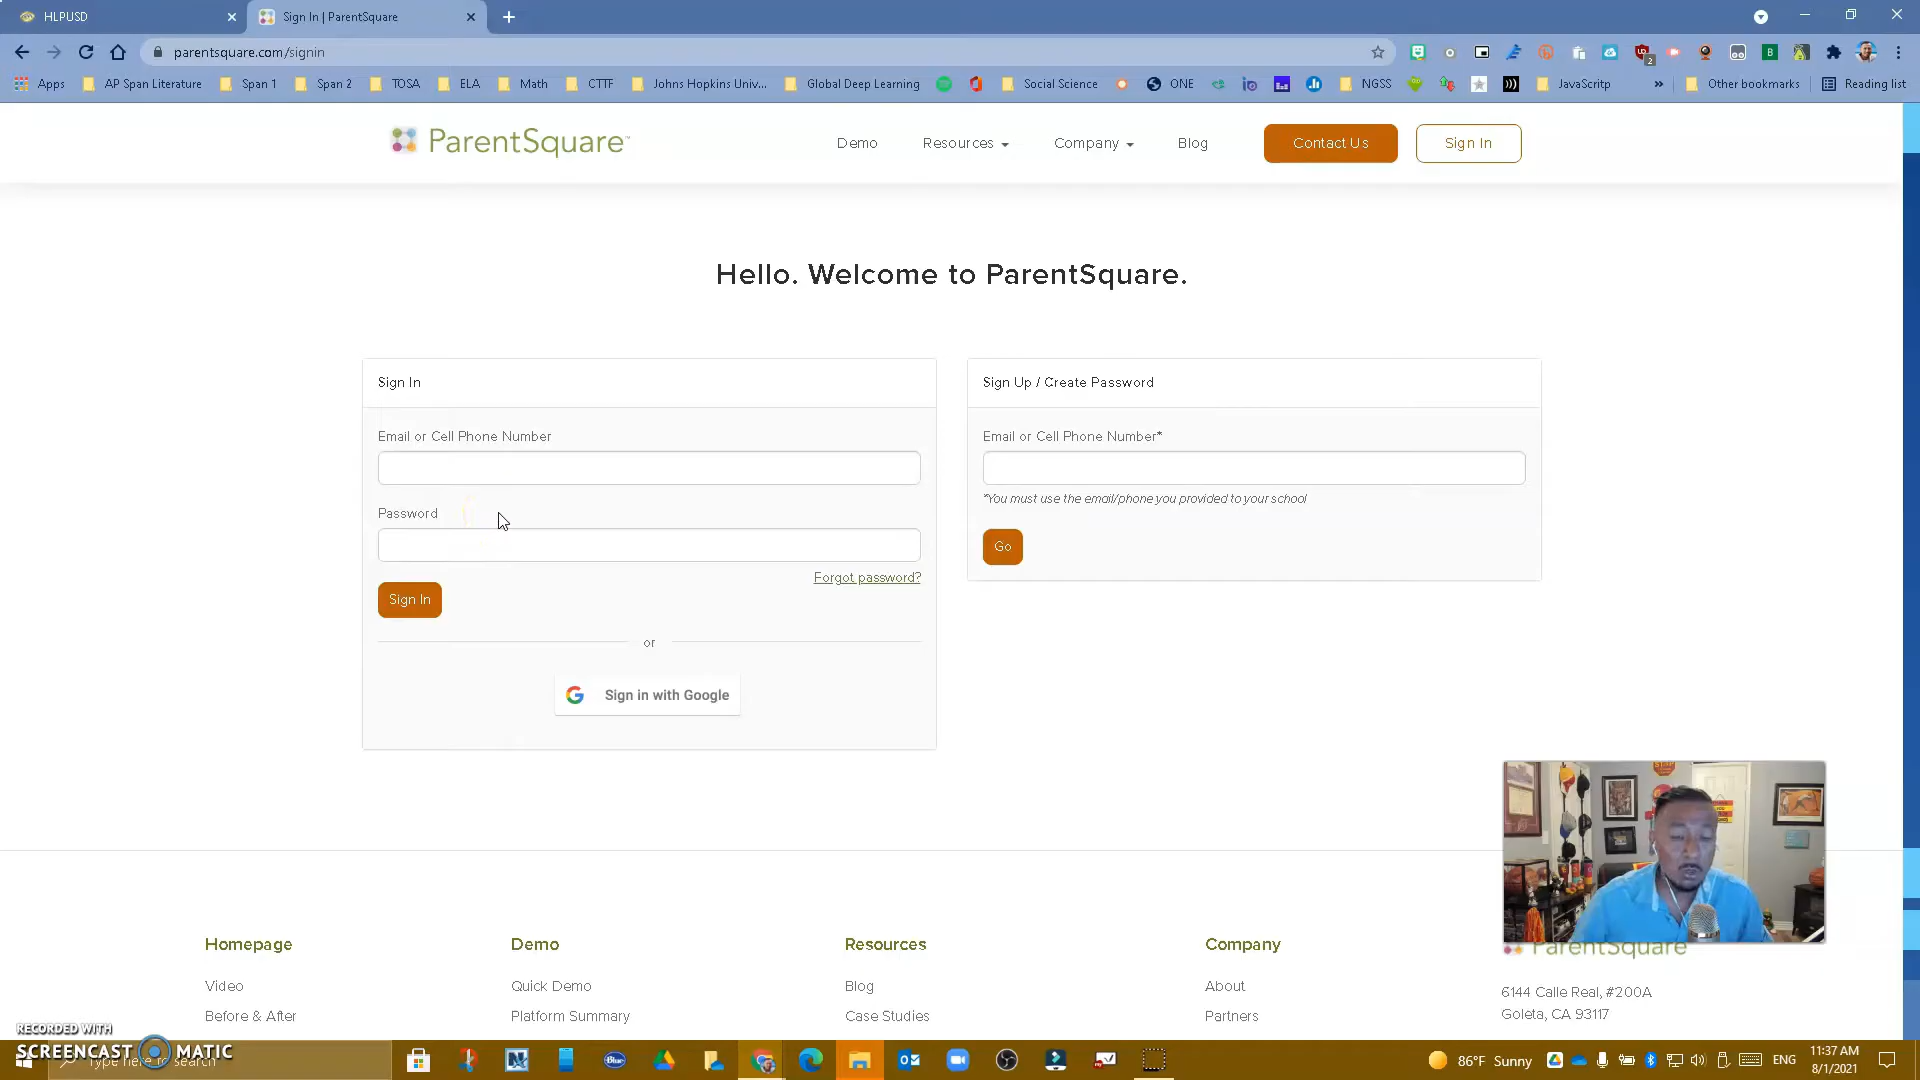 HLPUSD
Sign In | ParentSquare
parentsquare.com/signin
Apps
AP Span Literature
Span 1
Span 2
TOSA
ELA
Math
CTTF
Johns Hopkins Univ...
Global Deep Learning
Social Science
ONE
NGSS
JavaScritp
»
Other bookmarks
Reading list
ParentSquare
Demo
Resources
Company
Blog
Contact Us
Sign In
Hello. Welcome to ParentSquare.
Sign In
Email or Cell Phone Number
Password
Forgot password?
Sign In
or
Sign in with Google
Sign Up / Create Password
Email or Cell Phone Number*
*You must use the email/phone you provided to your school
Go
Homepage
Video
Before & After
Demo
Quick Demo
Platform Summary
Resources
Blog
Case Studies
Company
About
Partners
ParentSquare
6144 Calle Real, #200A
Goleta, CA 93117
RECORDED WITH
SCREENCAST MATIC
Type here to search
86°F Sunny
ENG
11:37 AM
8/1/2021